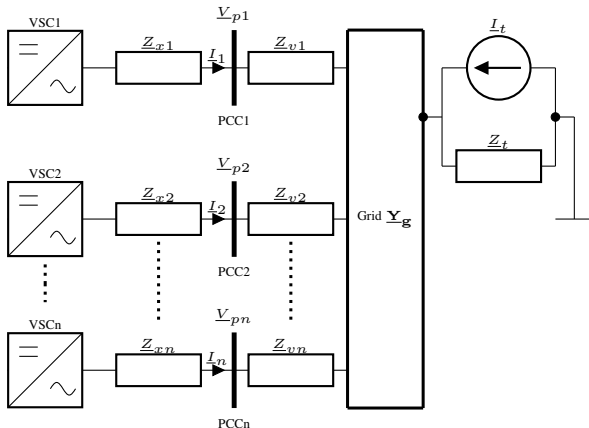 VSC1
Z_x1
I_1
V_p1
PCC1
Z_v1
I_t
Z_t
VSC2
Z_x2
I_2
V_p2
PCC2
Z_v2
Grid Y_g
VSCn
Z_xn
I_n
V_pn
PCCn
Z_vn